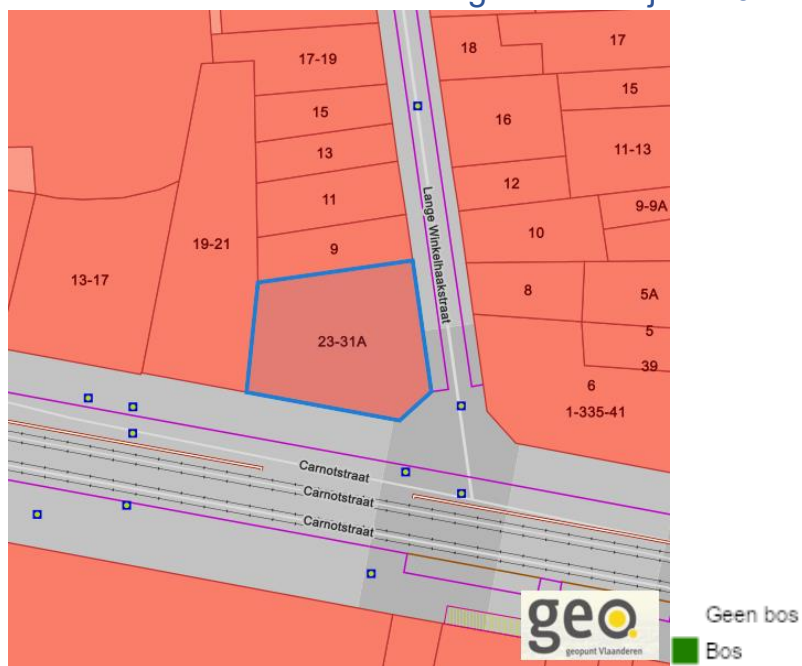 17-19
18
17
15
15
16
13
11-13
12
11
9-9A
19-21
10
9
Lange Winkelhaakstraat
13-17
8
5A
23-31A
5
39
6
1-335-41
Carnotstraat
Carnotstraat
Carnotstraat
geo.
geopunt Vlaanderen
Geen bos
Bos